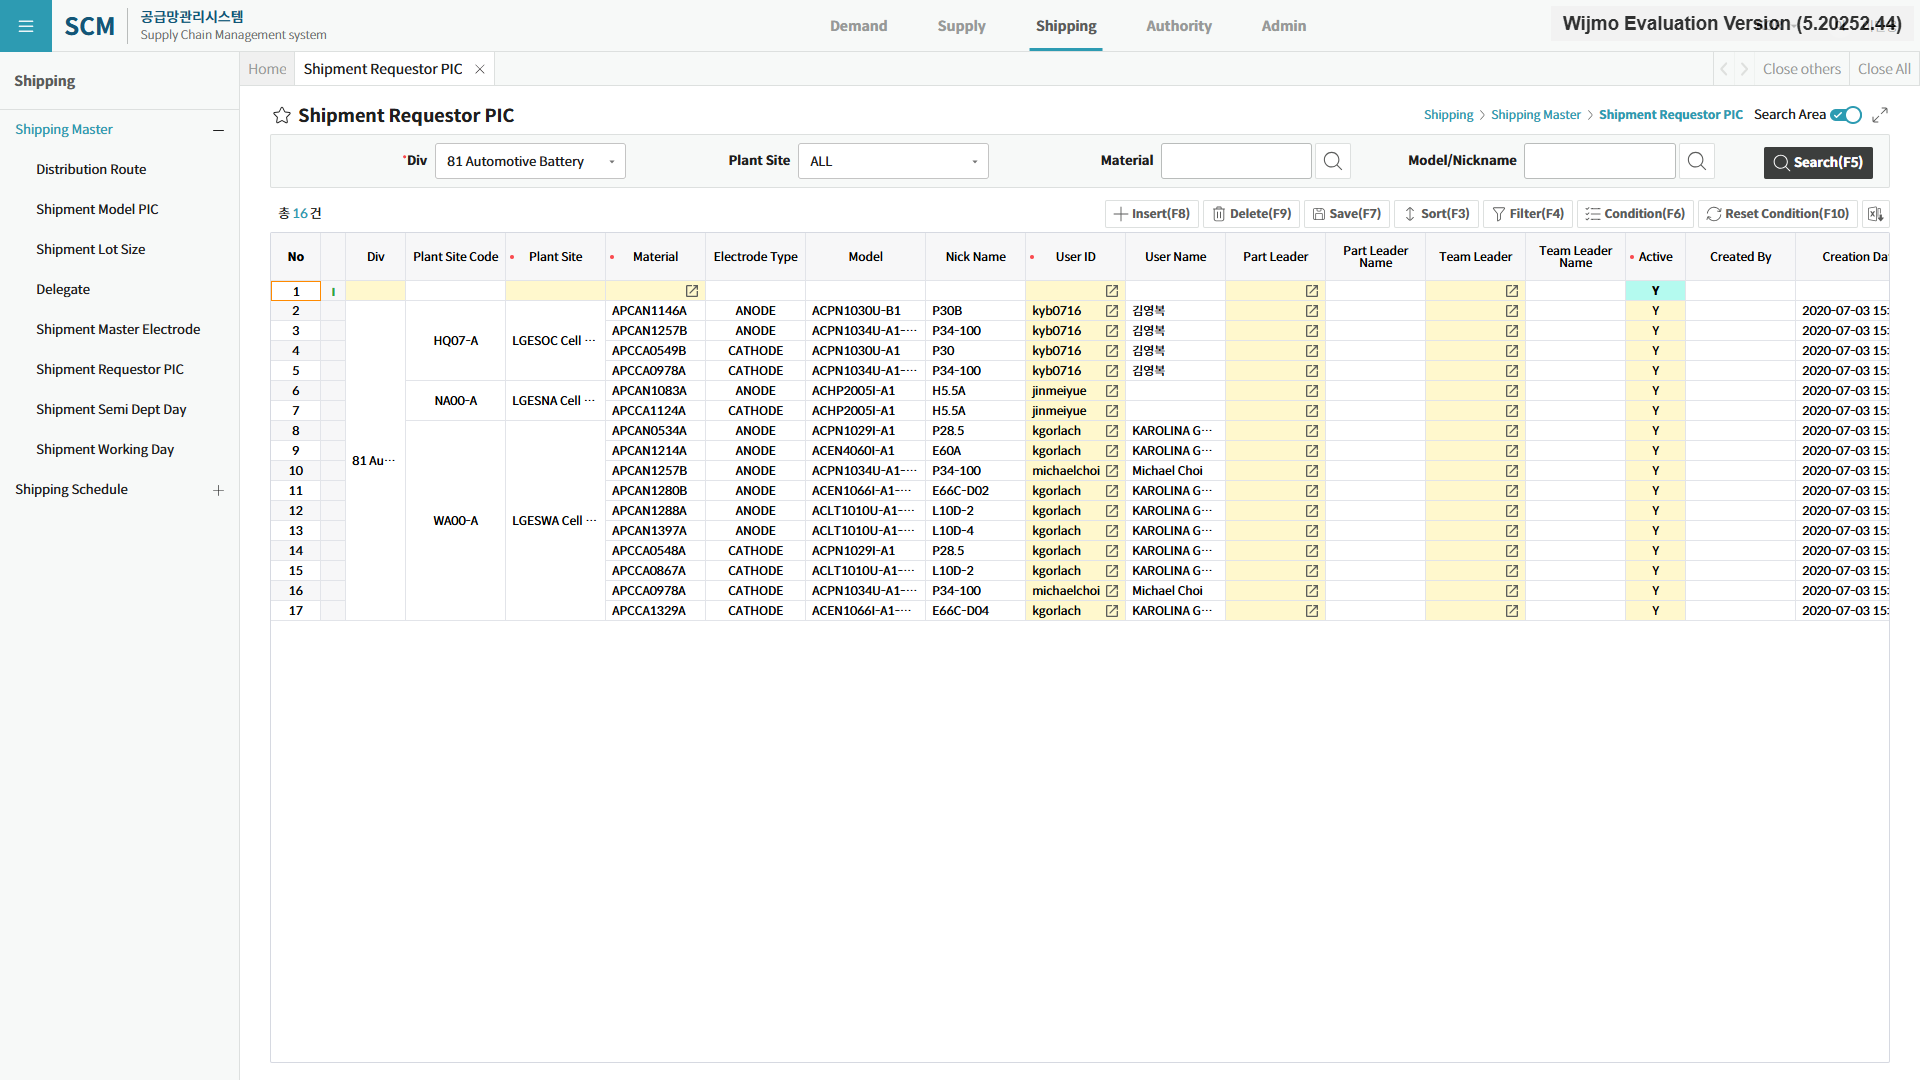 SCM
공급망관리시스템
Supply Chain Management system
Demand
Supply
Shipping
Authority
Admin
Wijmo Evaluation Version (5.20252.44)
Shipping
Home
Shipment Requestor PIC
Close others
Close All
Shipping Master
Distribution Route
Shipment Model PIC
Shipment Lot Size
Delegate
Shipment Master Electrode
Shipment Requestor PIC
Shipment Semi Dept Day
Shipment Working Day
Shipping Schedule
Shipment Requestor PIC
Shipping > Shipping Master > Shipment Requestor PIC
Search Area
*Div 81 Automotive Battery
Plant Site ALL
Material
Model/Nickname
Search(F5)
총 16 건
Insert(F8)
Delete(F9)
Save(F7)
Sort(F3)
Filter(F4)
Condition(F6)
Reset Condition(F10)
No Div Plant Site Code Plant Site Material Electrode Type Model Nick Name User ID User Name Part Leader Part Leader Name Team Leader Team Leader Name Active Created By Creation Da
1 I Y
2 APCAN1146A ANODE ACPN1030U-B1 P30B kyb0716 김영복 Y 2020-07-03 15:
3 APCAN1257B ANODE ACPN1034U-A1-··· P34-100 kyb0716 김영복 Y 2020-07-03 15:
HQ07-A LGESOC Cell ···
4 APCCA0549B CATHODE ACPN1030U-A1 P30 kyb0716 김영복 Y 2020-07-03 15:
5 APCCA0978A CATHODE ACPN1034U-A1-··· P34-100 kyb0716 김영복 Y 2020-07-03 15:
6 APCAN1083A ANODE ACHP2005I-A1 H5.5A jinmeiyue Y 2020-07-03 15:
NA00-A LGESNA Cell ···
7 APCCA1124A CATHODE ACHP2005I-A1 H5.5A jinmeiyue Y 2020-07-03 15:
8 APCAN0534A ANODE ACPN1029I-A1 P28.5 kgorlach KAROLINA G··· Y 2020-07-03 15:
9 APCAN1214A ANODE ACEN4060I-A1 E60A kgorlach KAROLINA G··· Y 2020-07-03 15:
81 Au···
10 APCAN1257B ANODE ACPN1034U-A1-··· P34-100 michaelchoi Michael Choi Y 2020-07-03 15:
11 APCAN1280B ANODE ACEN1066I-A1-··· E66C-D02 kgorlach KAROLINA G··· Y 2020-07-03 15:
12 APCAN1288A ANODE ACLT1010U-A1-··· L10D-2 kgorlach KAROLINA G··· Y 2020-07-03 15:
WA00-A LGESWA Cell ···
13 APCAN1397A ANODE ACLT1010U-A1-··· L10D-4 kgorlach KAROLINA G··· Y 2020-07-03 15:
14 APCCA0548A CATHODE ACPN1029I-A1 P28.5 kgorlach KAROLINA G··· Y 2020-07-03 15:
15 APCCA0867A CATHODE ACLT1010U-A1-··· L10D-2 kgorlach KAROLINA G··· Y 2020-07-03 15:
16 APCCA0978A CATHODE ACPN1034U-A1-··· P34-100 michaelchoi Michael Choi Y 2020-07-03 15:
17 APCCA1329A CATHODE ACEN1066I-A1-··· E66C-D04 kgorlach KAROLINA G··· Y 2020-07-03 15: